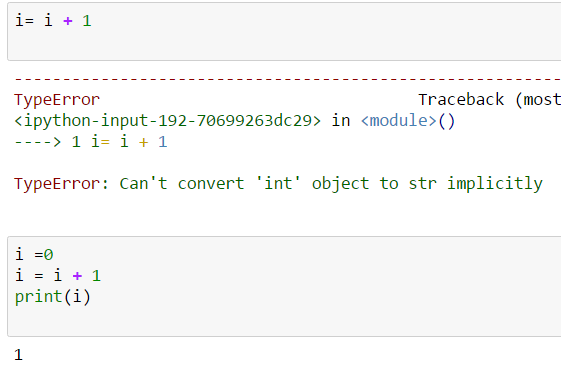 i= i + 1
---------------------------------------------------------
TypeError Traceback (most
<ipython-input-192-70699263dc29> in <module>()
----> 1 i= i + 1
TypeError: Can't convert 'int' object to str implicitly
i =0
i = i + 1
print(i)
1